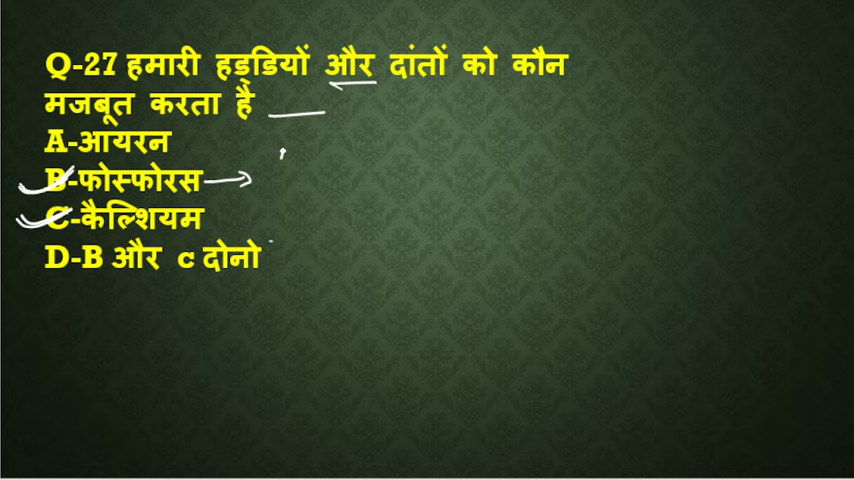 Q-27 हमारी हड्डियों और दांतों को कौन
मजबूत करता है
A-आयरन
B-फोस्फोरस
C-कैल्शियम
D-B और c दोनो